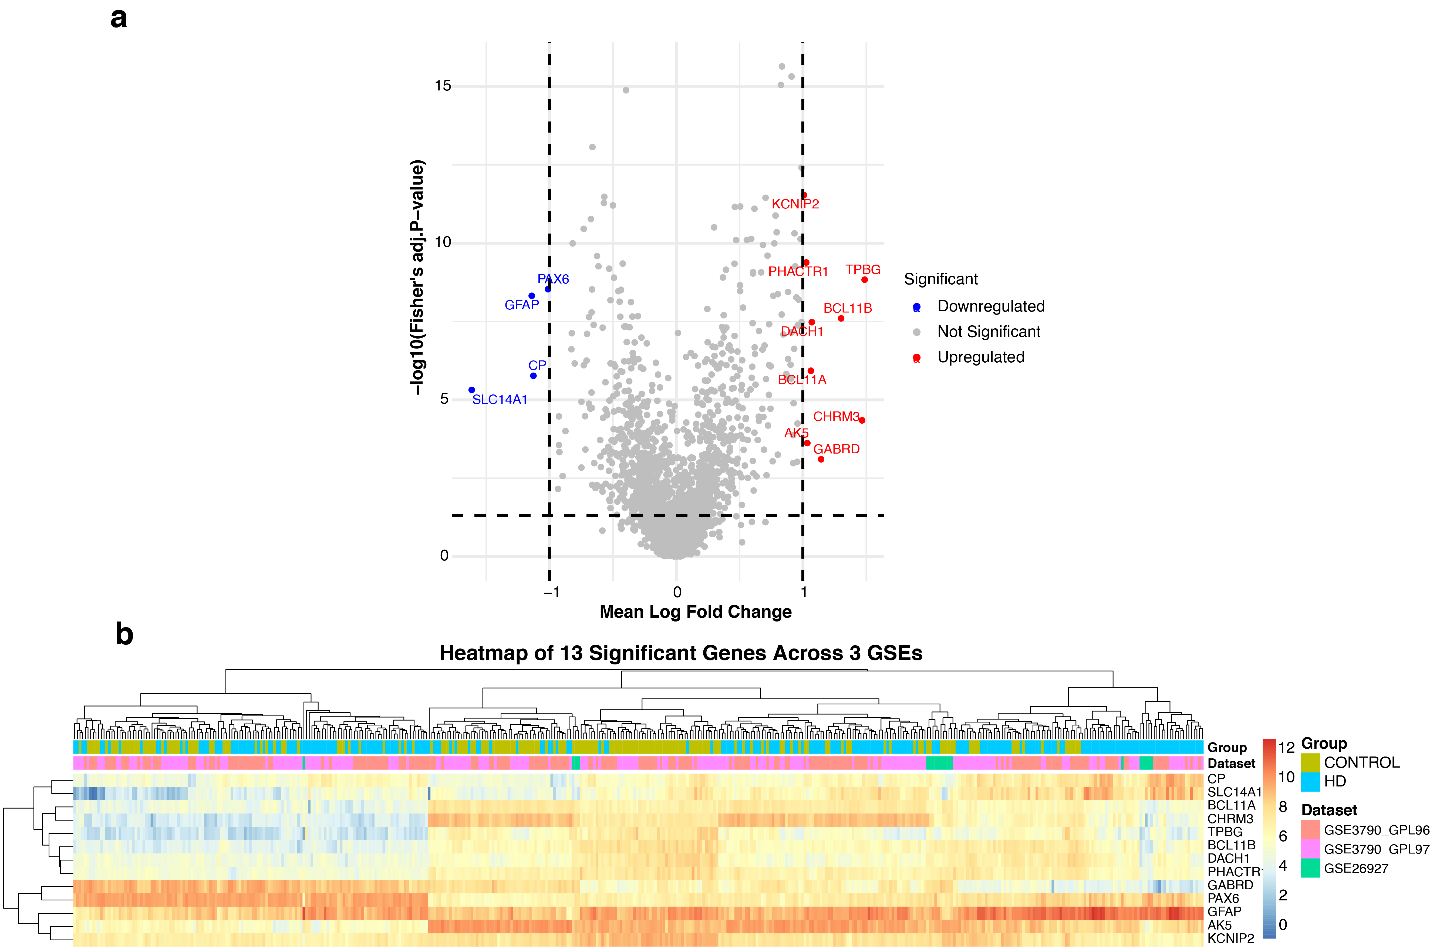 a
15
10
5
0
−log10(Fisher's adj.P−value)
KCNIP2
PHACTR1
TPBG
PAX6
GFAP
BCL11B
DACH1
CP
BCL11A
SLC14A1
CHRM3
AK5
GABRD
Significant
Downregulated
Not Significant
Upregulated
−1
0
1
Mean Log Fold Change
b
Heatmap of 13 Significant Genes Across 3 GSEs
Group
Dataset
CP
SLC14A1
BCL11A
CHRM3
TPBG
BCL11B
DACH1
PHACTR
GABRD
PAX6
GFAP
AK5
KCNIP2
12
10
8
6
4
2
0
Group
CONTROL
HD
Dataset
GSE3790_GPL96
GSE3790_GPL97
GSE26927